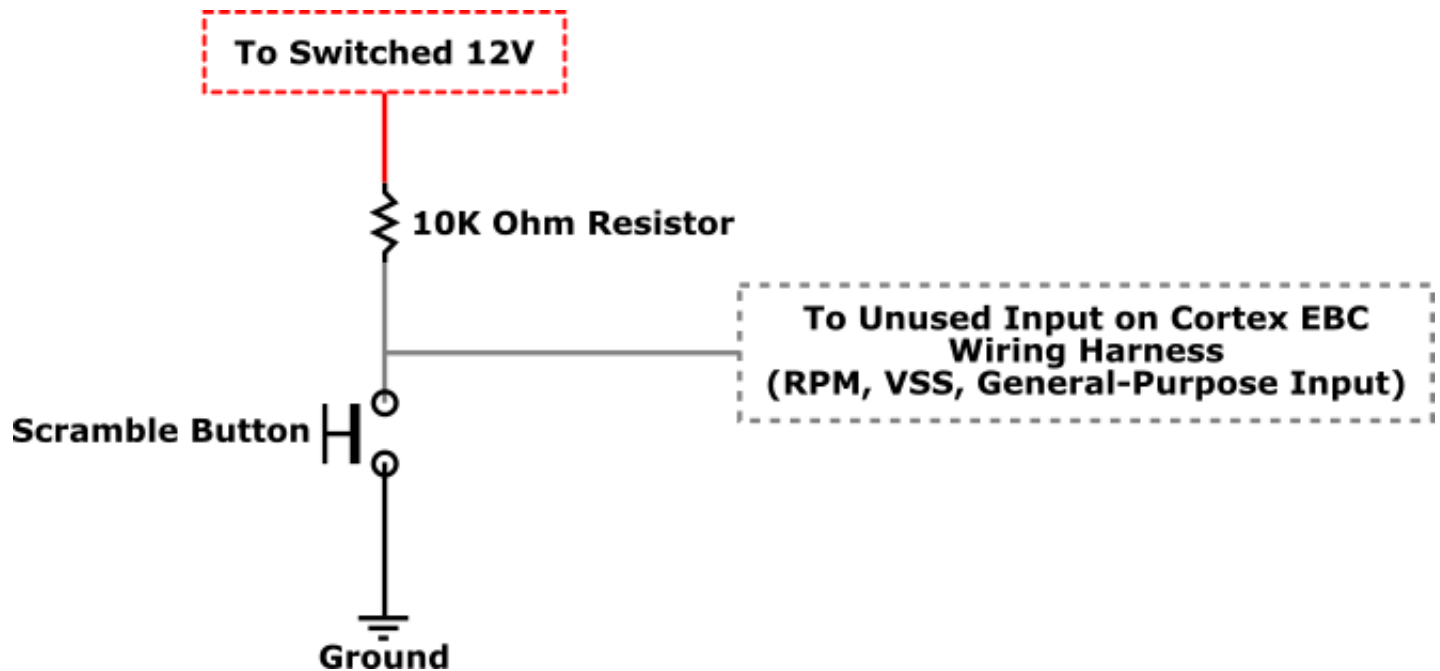 To Switched 12V
10K Ohm Resistor
To Unused Input on Cortex EBC
Wiring Harness
(RPM, VSS, General-Purpose Input)
Scramble Button
Ground